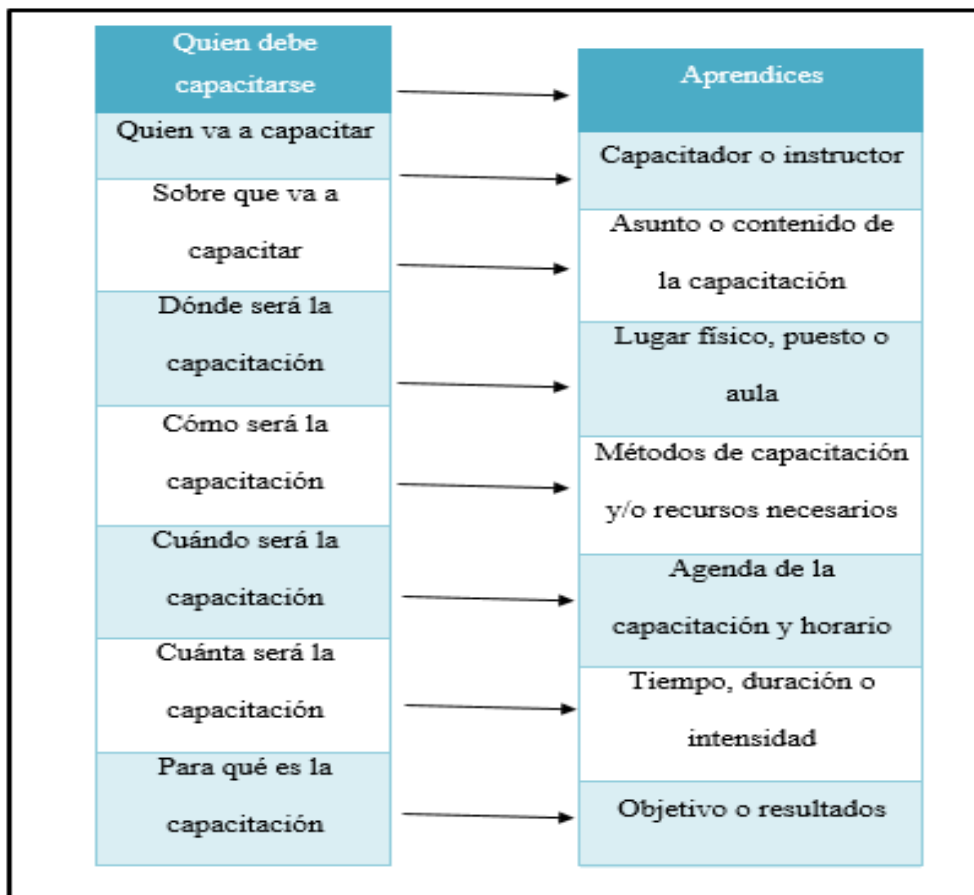 Quien debe
capacitarse
Aprendices
Quien va a capacitar
Capacitador o instructor
Sobre que va a
capacitar
Asunto o contenido de
la capacitación
Dónde será la
capacitación
Lugar físico, puesto o
aula
Cómo será la
capacitación
Métodos de capacitación
y/o recursos necesarios
Cuándo será la
capacitación
Agenda de la
capacitación y horario
Cuánta será la
capacitación
Tiempo, duración o
intensidad
Para qué es la
capacitación
Objetivo o resultados